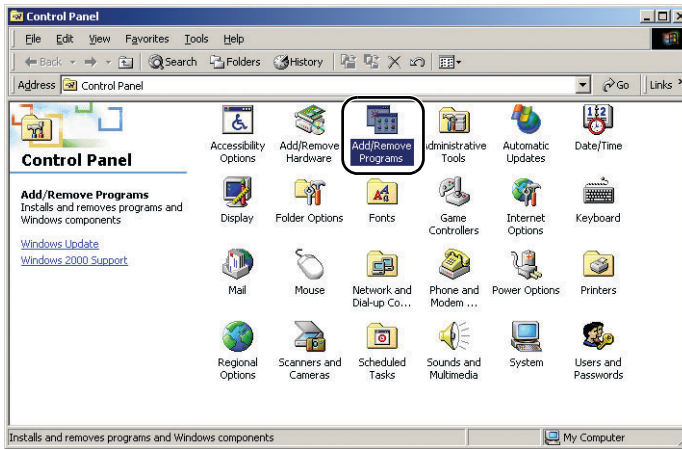 Control Panel
File Edit View Favorites Tools Help
Back Search Folders History
Address Control Panel Go Links
Control Panel
Add/Remove Programs
Installs and removes programs and
Windows components
Windows Update
Windows 2000 Support
Accessibility Options
Add/Remove Hardware
Add/Remove Programs
dministrative Tools
Automatic Updates
Date/Time
Display
Folder Options
Fonts
Game Controllers
Internet Options
Keyboard
Mail
Mouse
Network and Dial-up Co...
Phone and Modem ...
Power Options
Printers
Regional Options
Scanners and Cameras
Scheduled Tasks
Sounds and Multimedia
System
Users and Passwords
Installs and removes programs and Windows components My Computer